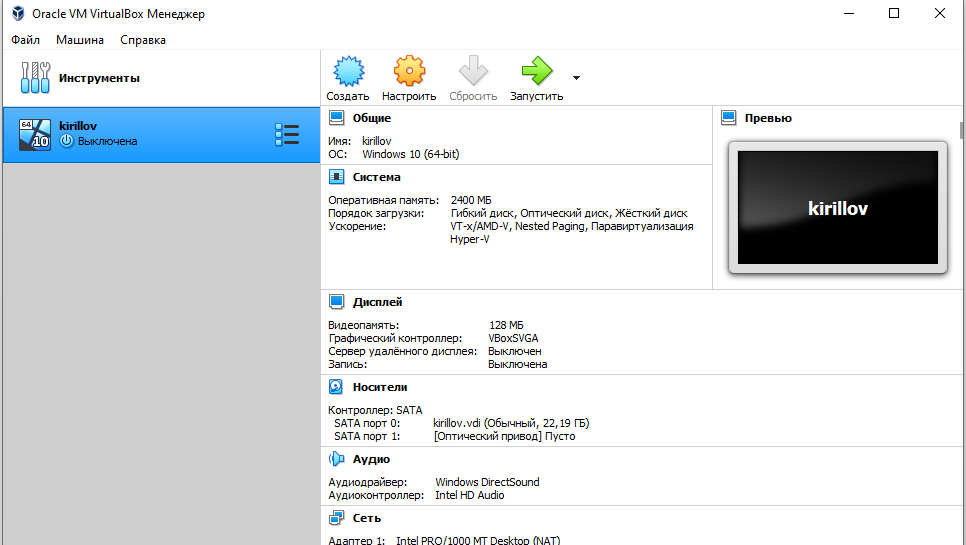 Oracle VM VirtualBox Менеджер
Файл Машина Справка
Инструменты
Создать Настроить Сбросить Запустить
64
10
kirillov
Выключена
Общие
Имя: kirillov
ОС: Windows 10 (64-bit)
Превью
kirillov
Система
Оперативная память: 2400 МБ
Порядок загрузки: Гибкий диск, Оптический диск, Жёсткий диск
Ускорение: VT-x/AMD-V, Nested Paging, Паравиртуализация
Hyper-V
Дисплей
Видеопамять: 128 МБ
Графический контроллер: VBoxSVGA
Сервер удалённого дисплея: Выключен
Запись: Выключена
Носители
Контроллер: SATA
SATA порт 0: kirillov.vdi (Обычный, 22,19 ГБ)
SATA порт 1: [Оптический привод] Пусто
Аудио
Аудиодрайвер: Windows DirectSound
Аудиоконтроллер: Intel HD Audio
Сеть
Адаптер 1: Intel PRO/1000 MT Desktop (NAT)